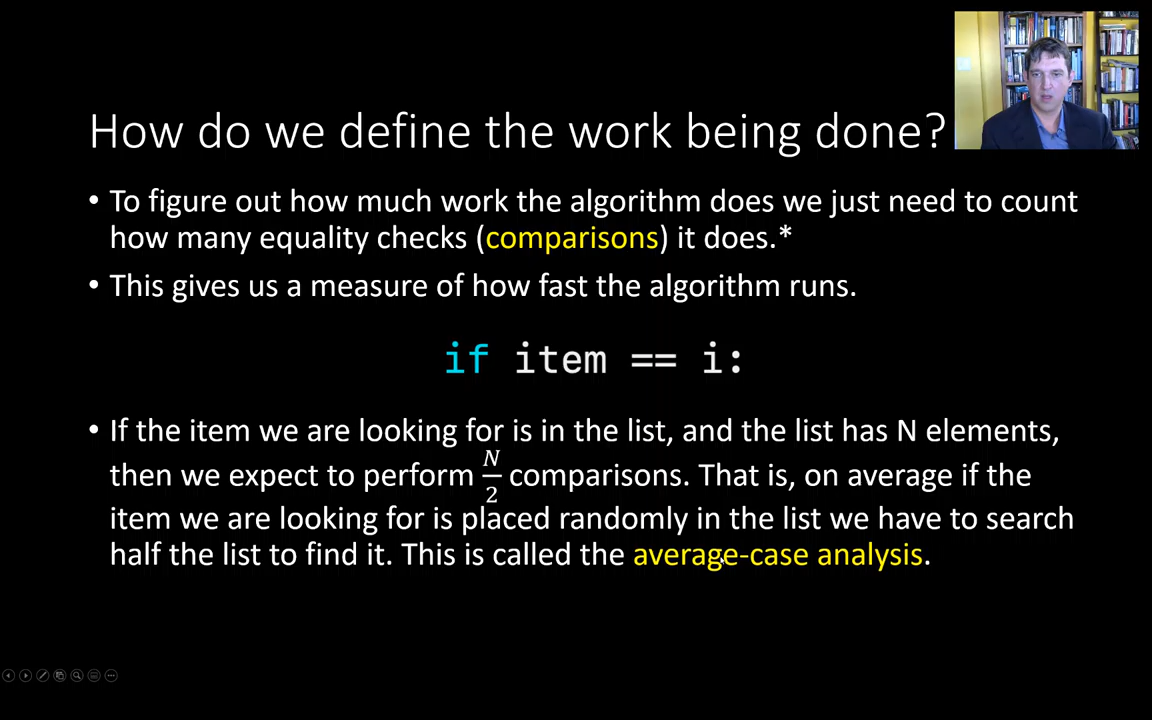 How do we define the work being done?
• To figure out how much work the algorithm does we just need to count
how many equality checks (comparisons) it does.*
• This gives us a measure of how fast the algorithm runs.
if item == i:
• If the item we are looking for is in the list, and the list has N elements,
then we expect to perform N/2 comparisons. That is, on average if the
item we are looking for is placed randomly in the list we have to search
half the list to find it. This is called the average-case analysis.